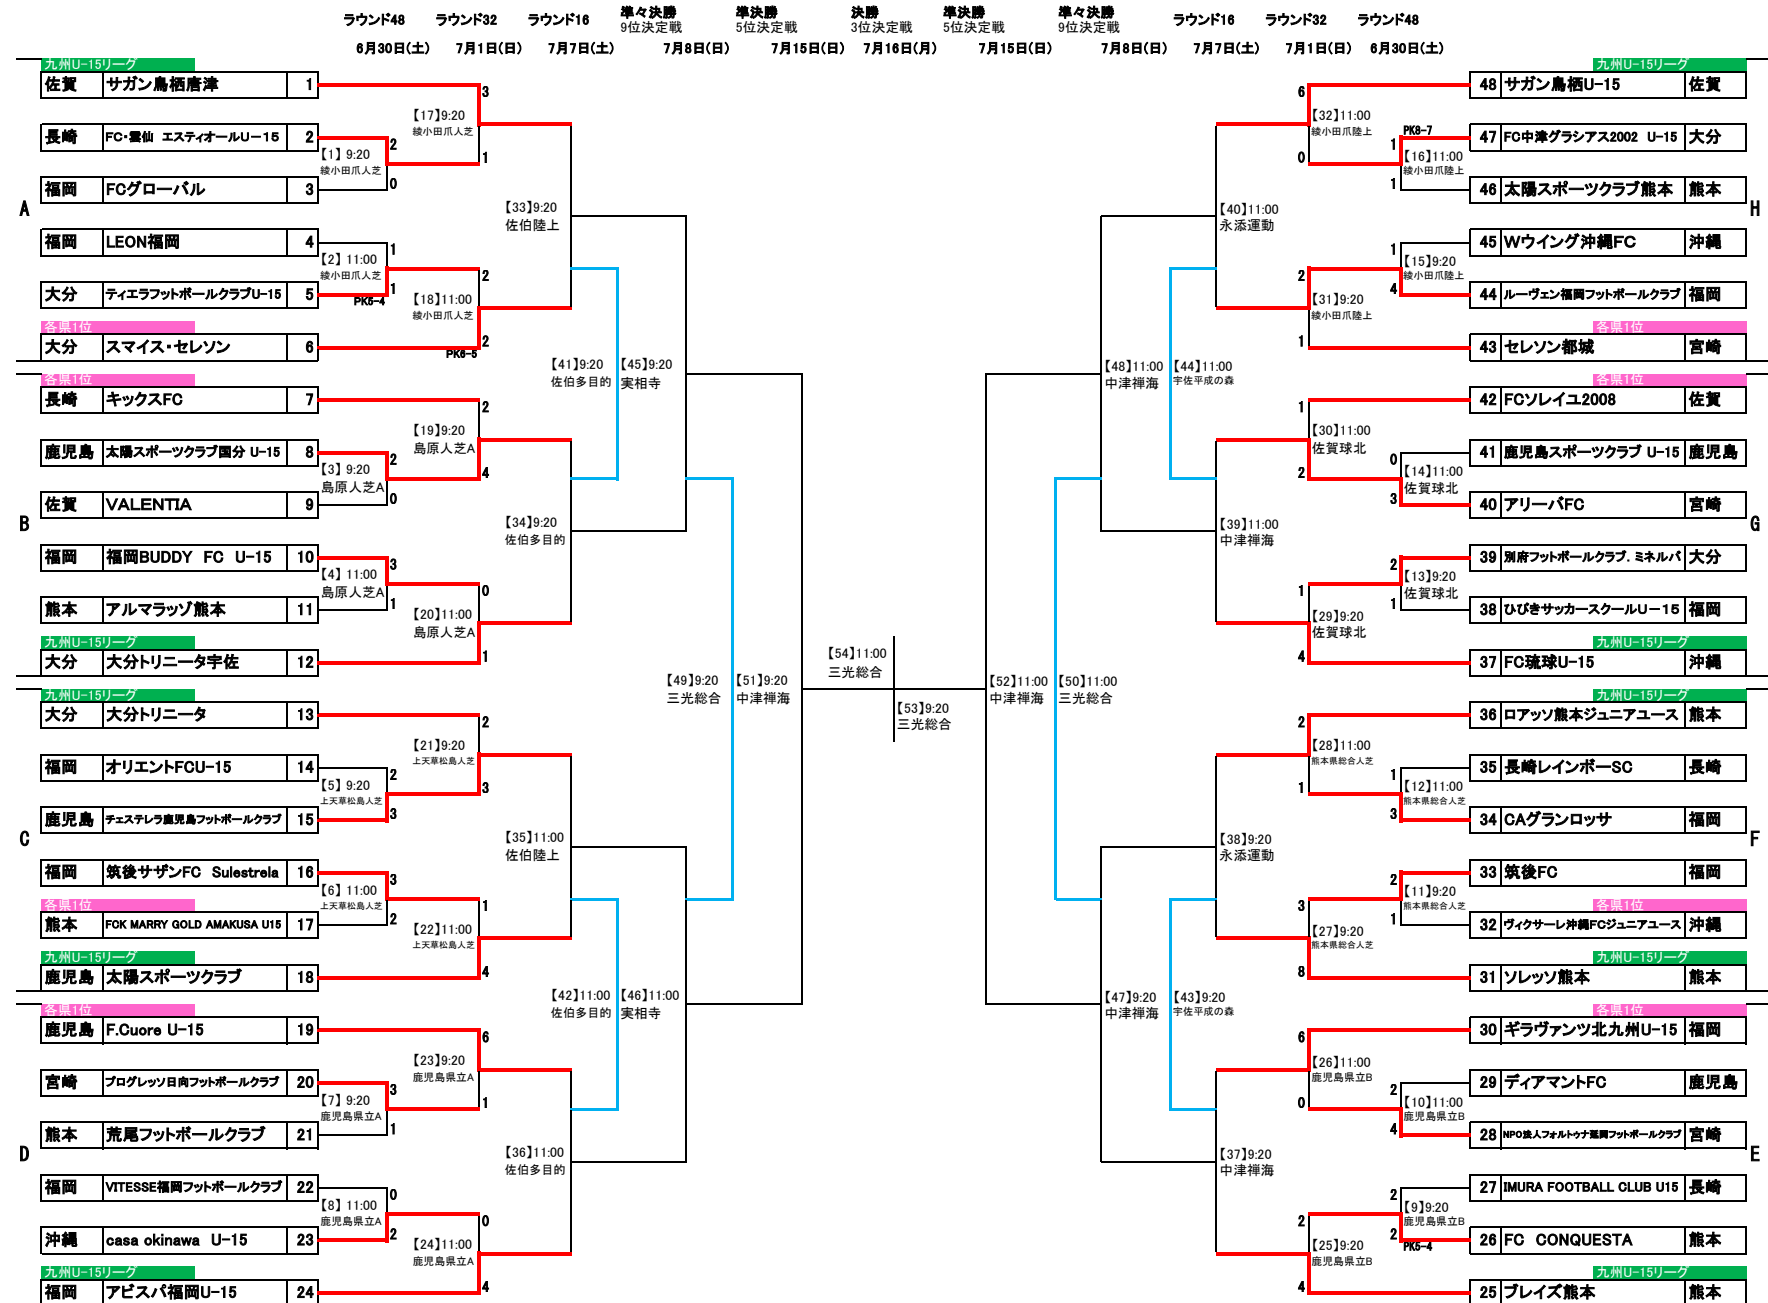 ラウンド48 ラウンド32 ラウンド16 準々決勝 準決勝 決勝 準決勝 準々決勝 ラウンド16 ラウンド32 ラウンド48
9位決定戦 5位決定戦 3位決定戦 5位決定戦 9位決定戦
6月30日(土) 7月1日(日) 7月7日(土) 7月8日(日) 7月15日(日) 7月16日(月) 7月15日(日) 7月8日(日) 7月7日(土) 7月1日(日) 6月30日(土)
A
九州U-15リーグ
佐賀 サガン鳥栖唐津 1
長崎 FC・雲仙 エスティオールU-15 2
福岡 FCグローバル 3
福岡 LEON福岡 4
大分 ティエラフットボールクラブU-15 5
各県1位
大分 スマイス・セレソン 6
【1】 9:20
綾小田爪人芝
2
0
【2】 11:00
綾小田爪人芝
1
1
PK5-4
【17】9:20
綾小田爪人芝
3
1
【18】11:00
綾小田爪人芝
2
2
PK6-5
【33】9:20
佐伯陸上
B
各県1位
長崎 キックスFC 7
鹿児島 太陽スポーツクラブ国分 U-15 8
佐賀 VALENTIA 9
福岡 福岡BUDDY FC U-15 10
熊本 アルマラッゾ熊本 11
九州U-15リーグ
大分 大分トリニータ宇佐 12
【3】 9:20
島原人芝A
2
0
【4】 11:00
島原人芝A
3
1
【19】9:20
島原人芝A
2
4
【20】11:00
島原人芝A
0
1
【34】9:20
佐伯多目的
【41】9:20
佐伯多目的
【45】9:20
実相寺
C
九州U-15リーグ
大分 大分トリニータ 13
福岡 オリエントFCU-15 14
鹿児島 チェステレラ鹿児島フットボールクラブ 15
福岡 筑後サザンFC Sulestrela 16
各県1位
熊本 FCK MARRY GOLD AMAKUSA U15 17
九州U-15リーグ
鹿児島 太陽スポーツクラブ 18
【5】 9:20
上天草松島人芝
2
3
【6】 11:00
上天草松島人芝
3
2
【21】9:20
上天草松島人芝
2
3
【22】11:00
上天草松島人芝
1
4
【35】11:00
佐伯陸上
D
各県1位
鹿児島 F.Cuore U-15 19
宮崎 プログレッソ日向フットボールクラブ 20
熊本 荒尾フットボールクラブ 21
福岡 VITESSE福岡フットボールクラブ 22
沖縄 casa okinawa U-15 23
九州U-15リーグ
福岡 アビスパ福岡U-15 24
【7】 9:20
鹿児島県立A
3
1
【8】 11:00
鹿児島県立A
0
2
【23】9:20
鹿児島県立A
6
1
【24】11:00
鹿児島県立A
0
4
【36】11:00
佐伯多目的
【42】11:00
佐伯多目的
【46】11:00
実相寺
【49】9:20
三光総合
【51】9:20
中津禅海
【54】11:00
三光総合
【53】9:20
三光総合
【52】11:00
中津禅海
【50】11:00
三光総合
H
九州U-15リーグ
48 サガン鳥栖U-15 佐賀
47 FC中津グラシアス2002 U-15 大分
46 太陽スポーツクラブ熊本 熊本
45 Wウイング沖縄FC 沖縄
44 ルーヴェン福岡フットボールクラブ 福岡
各県1位
43 セレソン都城 宮崎
PK8-7
【16】11:00
綾小田爪陸上
1
1
【15】9:20
綾小田爪陸上
1
4
【32】11:00
綾小田爪陸上
6
0
【31】9:20
綾小田爪陸上
2
1
【40】11:00
永添運動
【48】11:00
中津禅海
【44】11:00
宇佐平成の森
G
各県1位
42 FCソレイユ2008 佐賀
41 鹿児島スポーツクラブ U-15 鹿児島
40 アリーバFC 宮崎
39 別府フットボールクラブ．ミネルバ 大分
38 ひびきサッカースクールU-15 福岡
九州U-15リーグ
37 FC琉球U-15 沖縄
【14】11:00
佐賀球北
0
3
【13】9:20
佐賀球北
2
1
【30】11:00
佐賀球北
1
2
【29】9:20
佐賀球北
1
4
【39】11:00
中津禅海
F
九州U-15リーグ
36 ロアッソ熊本ジュニアユース 熊本
35 長崎レインボーSC 長崎
34 CAグランロッサ 福岡
33 筑後FC 福岡
各県1位
32 ヴィクサーレ沖縄FCジュニアユース 沖縄
九州U-15リーグ
31 ソレッソ熊本 熊本
【12】11:00
熊本県総合人芝
1
3
【11】9:20
熊本県総合人芝
2
1
【28】11:00
熊本県総合人芝
2
1
【27】9:20
熊本県総合人芝
3
8
【38】9:20
永添運動
【47】9:20
中津禅海
【43】9:20
宇佐平成の森
E
各県1位
30 ギラヴァンツ北九州U-15 福岡
29 ディアマントFC 鹿児島
28 NPO法人フォルトゥナ延岡フットボールクラブ 宮崎
27 IMURA FOOTBALL CLUB U15 長崎
26 FC CONQUESTA 熊本
九州U-15リーグ
25 ブレイズ熊本 熊本
【10】11:00
鹿児島県立B
2
4
【9】9:20
鹿児島県立B
2
2
PK5-4
【26】11:00
鹿児島県立B
6
0
【25】9:20
鹿児島県立B
2
4
【37】9:20
中津禅海